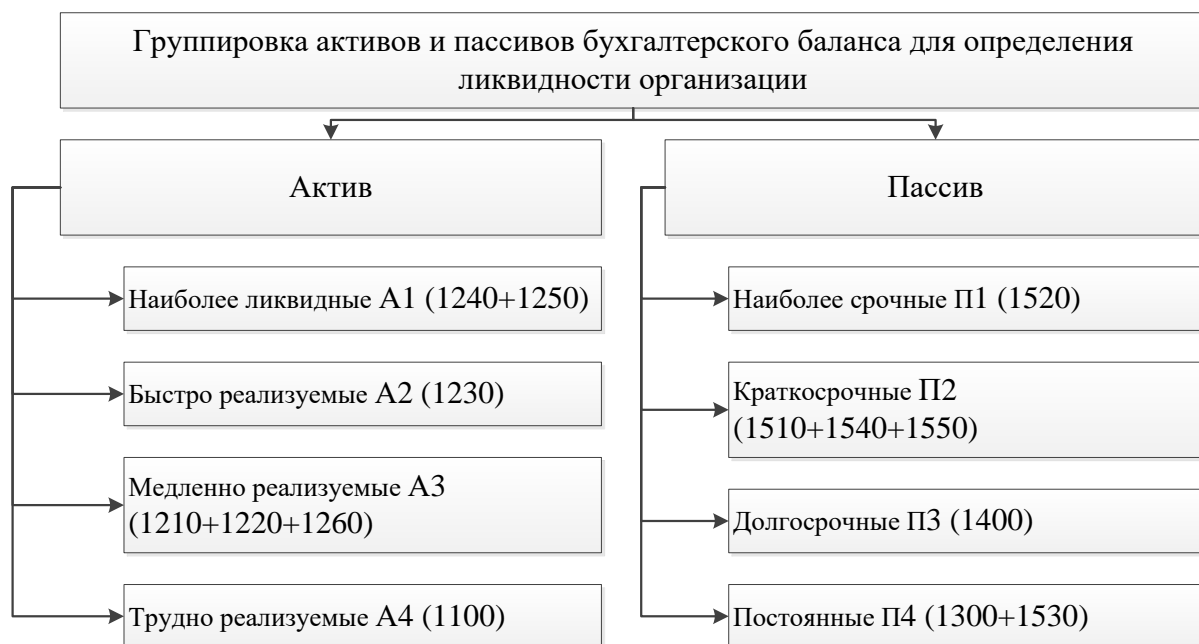 Группировка активов и пассивов бухгалтерского баланса для определения
ликвидности организации
Актив
Пассив
Наиболее ликвидные А1 (1240+1250)
Быстро реализуемые А2 (1230)
Медленно реализуемые А3
(1210+1220+1260)
Трудно реализуемые А4 (1100)
Наиболее срочные П1 (1520)
Краткосрочные П2
(1510+1540+1550)
Долгосрочные П3 (1400)
Постоянные П4 (1300+1530)